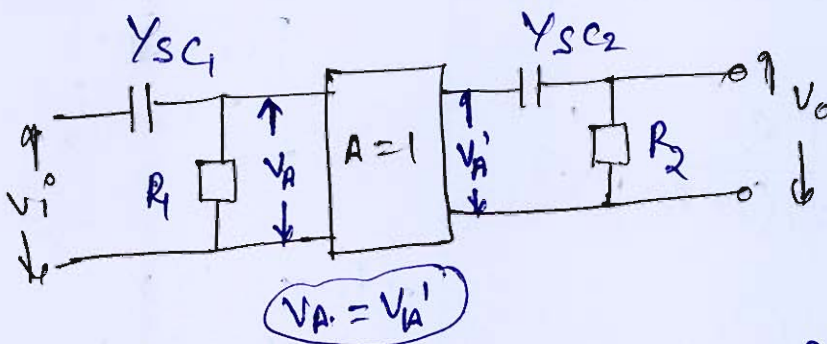 YSC1 YSC2
Vi R1 VA A=1 VA' R2 Vo
VA. = VA'